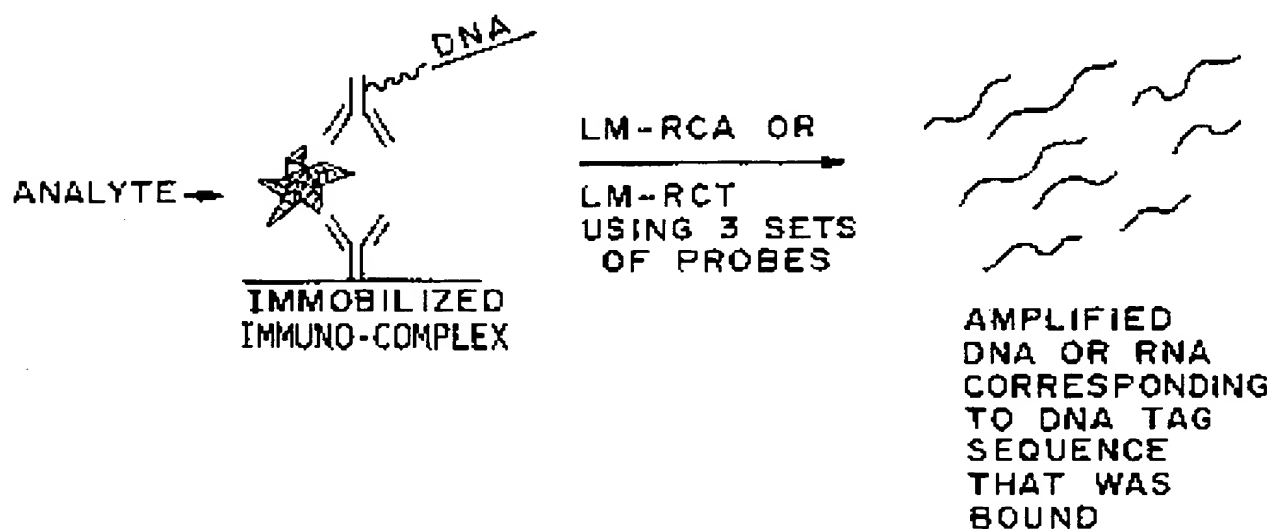 DNA
ANALYTE
IMMOBILIZED
IMMUNO-COMPLEX
LM-RCA OR
LM-RCT
USING 3 SETS
OF PROBES
AMPLIFIED
DNA OR RNA
CORRESPONDING
TO DNA TAG
SEQUENCE
THAT WAS
BOUND